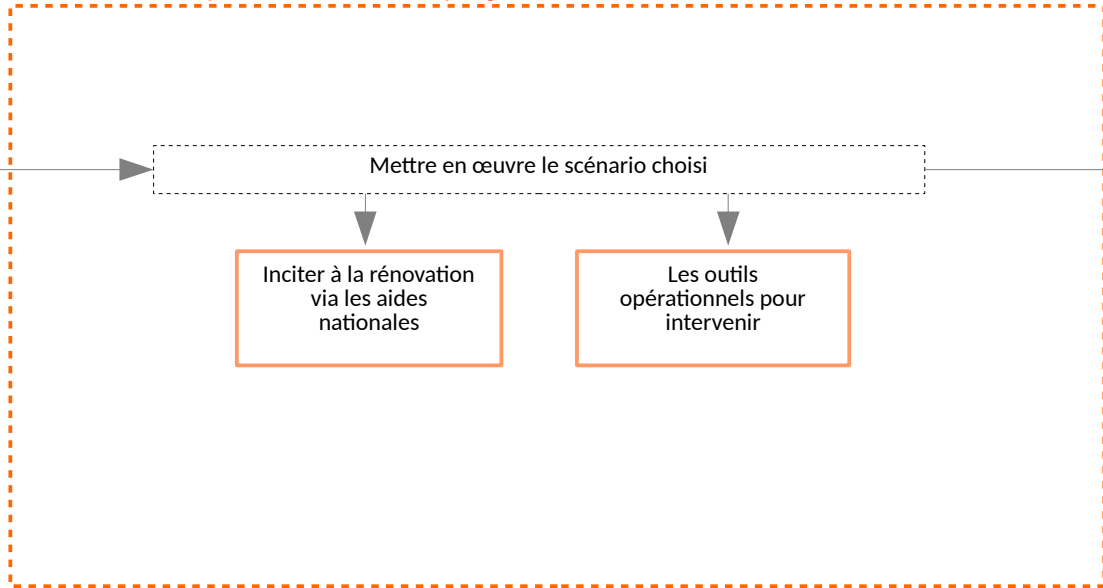 Mettre en œuvre le scénario choisi
Inciter à la rénovation
via les aides
nationales
Les outils
opérationnels pour
intervenir